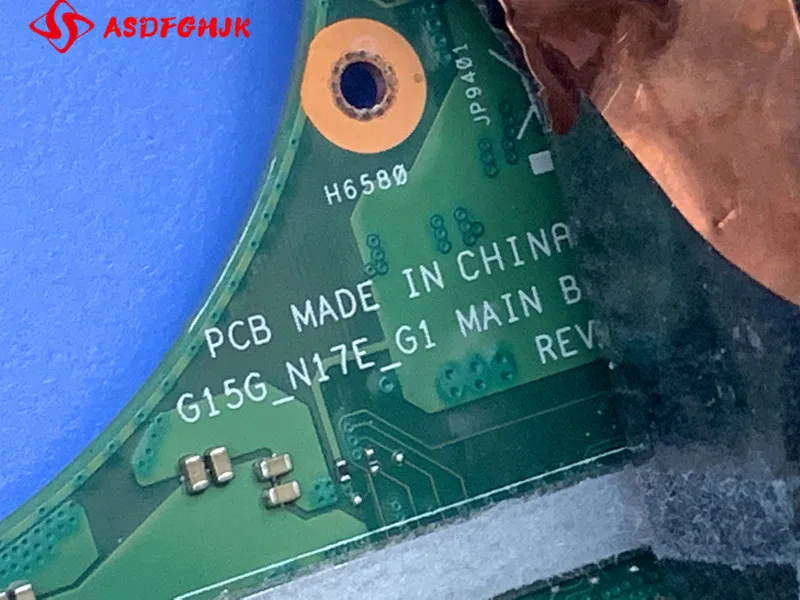 ASDFGHJK
JP9401
H6580
PCB MADE IN CHINA
G15G_N17E_G1 MAIN B
REV